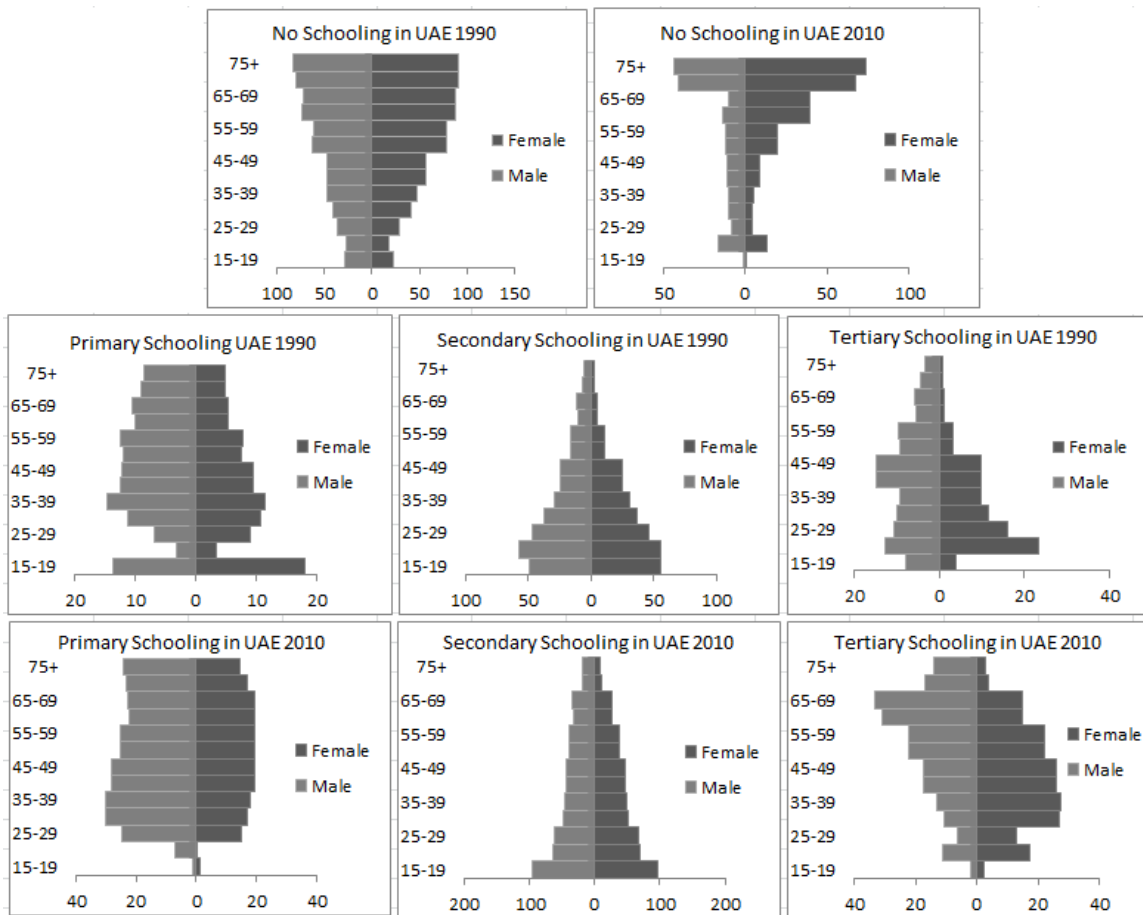 No Schooling in UAE 1990
75+
65-69
55-59
45-49
35-39
25-29
15-19
Female
Male
100 50 0 50 100 150
No Schooling in UAE 2010
75+
65-69
55-59
45-49
35-39
25-29
15-19
Female
Male
50 0 50 100
Primary Schooling UAE 1990
75+
65-69
55-59
45-49
35-39
25-29
15-19
Female
Male
20 10 0 10 20
Secondary Schooling in UAE 1990
75+
65-69
55-59
45-49
35-39
25-29
15-19
Female
Male
100 50 0 50 100
Tertiary Schooling in UAE 1990
75+
65-69
55-59
45-49
35-39
25-29
15-19
Female
Male
20 0 20 40
Primary Schooling in UAE 2010
75+
65-69
55-59
45-49
35-39
25-29
15-19
Female
Male
40 20 0 20 40
Secondary Schooling in UAE 2010
75+
65-69
55-59
45-49
35-39
25-29
15-19
Female
Male
200 100 0 100 200
Tertiary Schooling in UAE 2010
75+
65-69
55-59
45-49
35-39
25-29
15-19
Female
Male
40 20 0 20 40